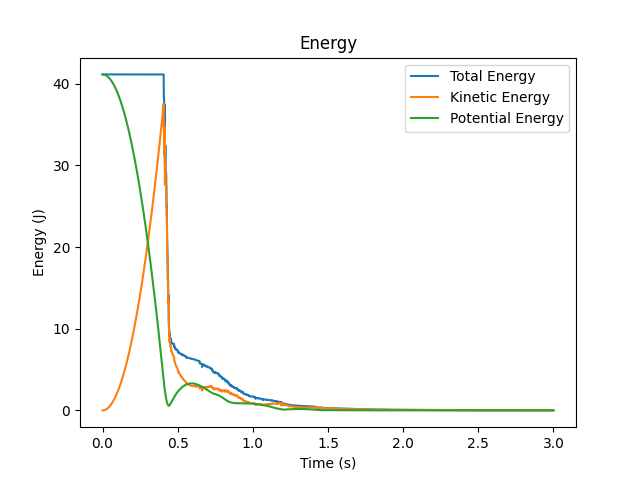 Energy
Total Energy
Kinetic Energy
Potential Energy
Energy (J)
40
30
20
10
0
0.0 0.5 1.0 1.5 2.0 2.5 3.0
Time (s)